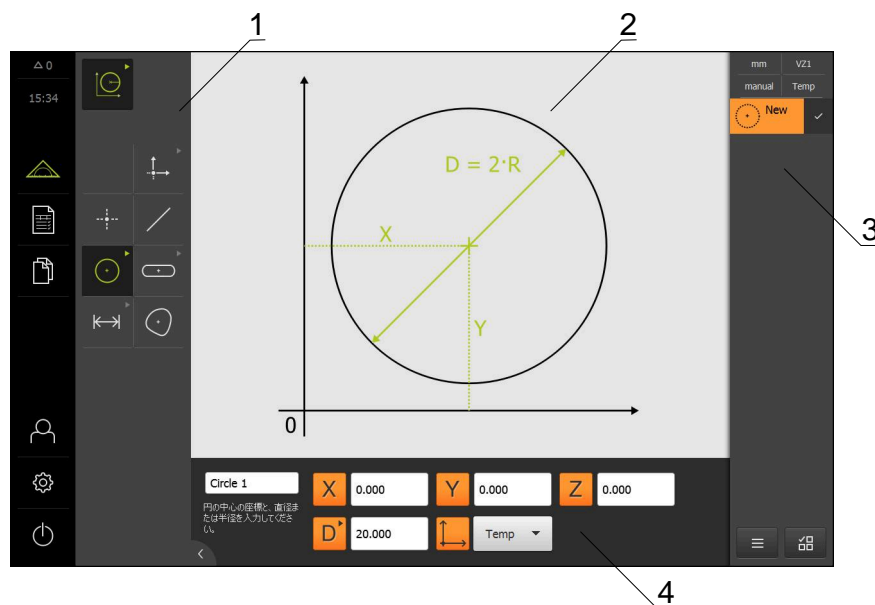 1
2
△ 0
15:34
mm VZ1
manual Temp
New
D = 2·R
X
3
Y
0
Circle 1
X 0.000 Y 0.000 Z 0.000
円の中心の座標と、直径ま
たは半径を入力してくださ
い。
D 20.000 Temp
4